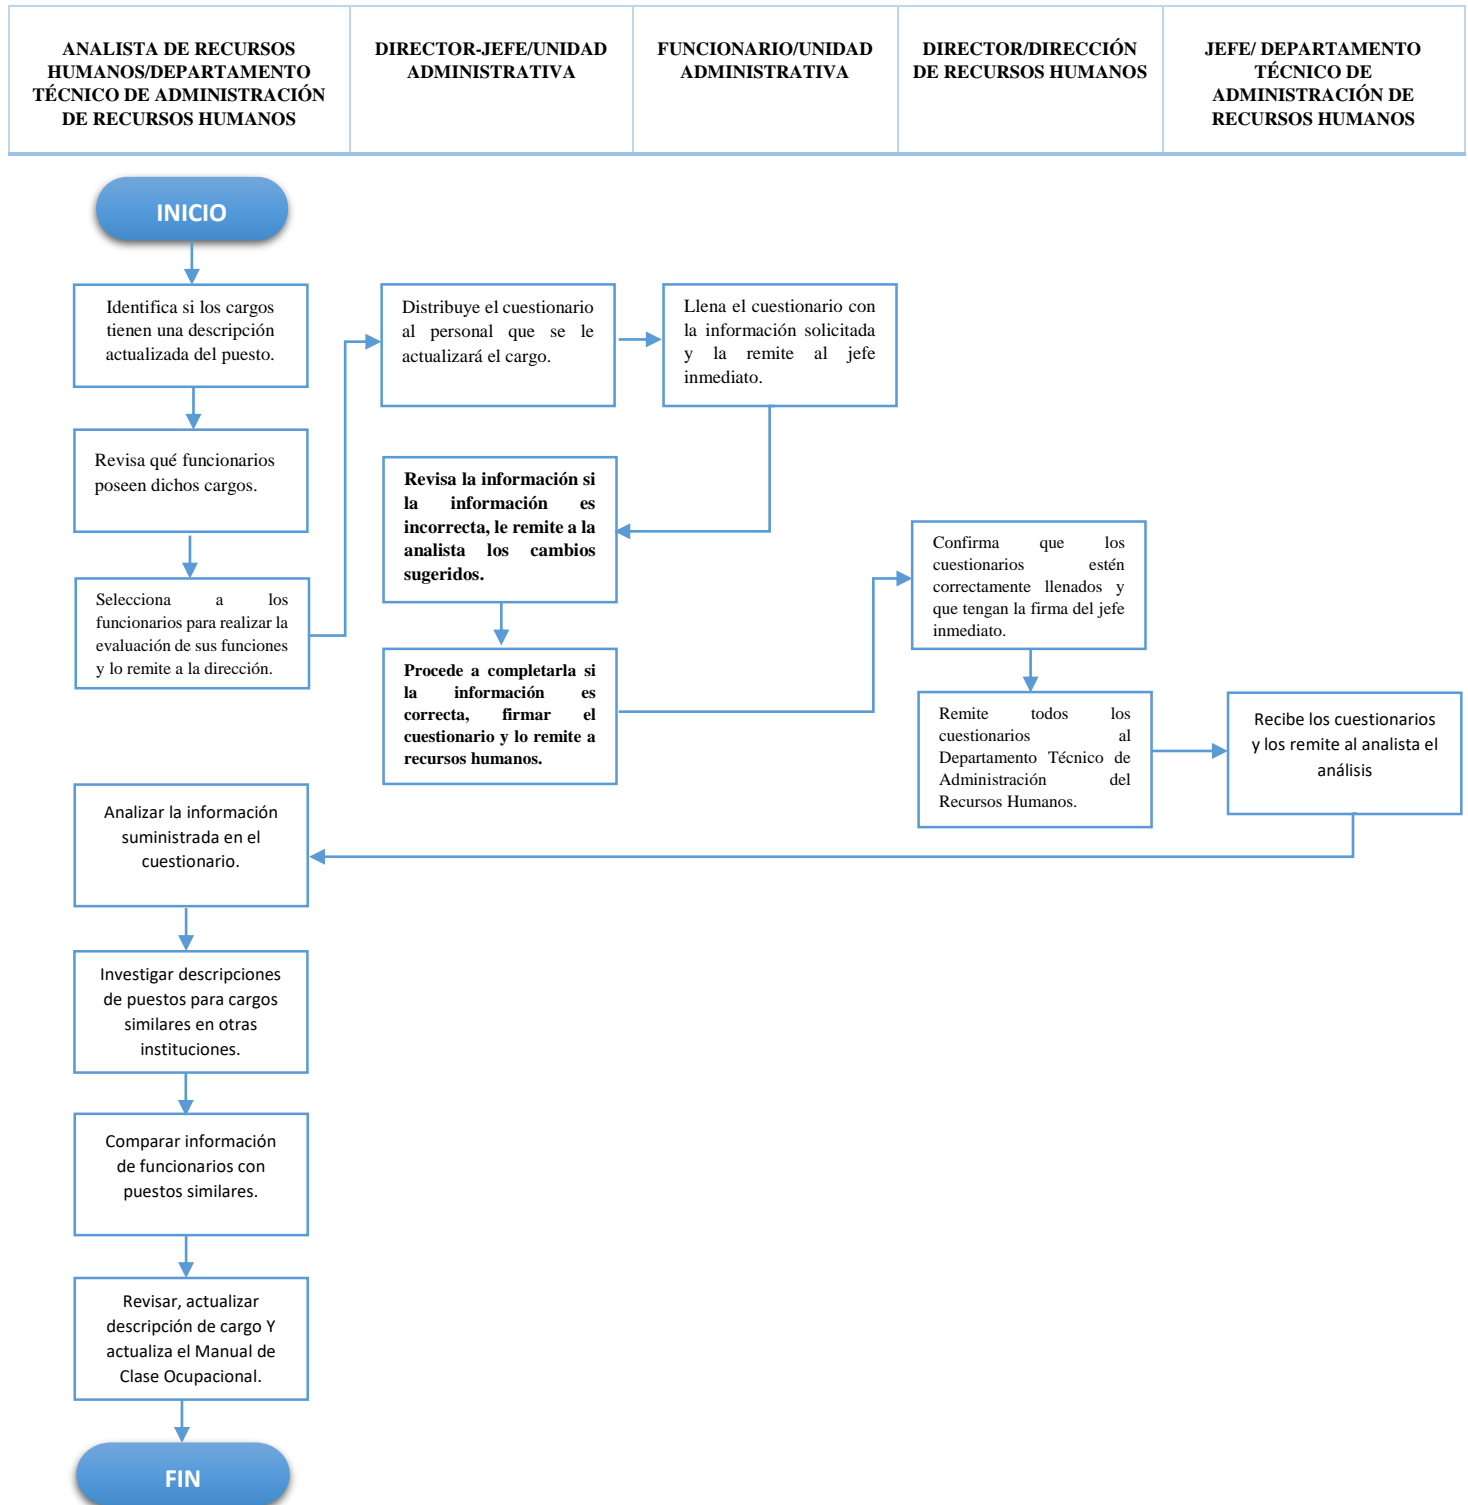 ANALISTA DE RECURSOS
HUMANOS/DEPARTAMENTO
TÉCNICO DE ADMINISTRACIÓN
DE RECURSOS HUMANOS
DIRECTOR-JEFE/UNIDAD
ADMINISTRATIVA
FUNCIONARIO/UNIDAD
ADMINISTRATIVA
DIRECTOR/DIRECCIÓN
DE RECURSOS HUMANOS
JEFE/ DEPARTAMENTO
TÉCNICO DE
ADMINISTRACIÓN DE
RECURSOS HUMANOS
INICIO
Identifica si los cargos
tienen una descripción
actualizada del puesto.
Revisa qué funcionarios
poseen dichos cargos.
Selecciona a los
funcionarios para realizar la
evaluación de sus funciones
y lo remite a la dirección.
Distribuye el cuestionario
al personal que se le
actualizará el cargo.
Llena el cuestionario con
la información solicitada
y la remite al jefe
inmediato.
Revisa la información si
la información es
incorrecta, le remite a la
analista los cambios
sugeridos.
Procede a completarla si
la información es
correcta, firmar el
cuestionario y lo remite a
recursos humanos.
Confirma que los
cuestionarios estén
correctamente llenados y
que tengan la firma del jefe
inmediato.
Remite todos los
cuestionarios al
Departamento Técnico de
Administración del
Recursos Humanos.
Recibe los cuestionarios
y los remite al analista el
análisis
Analizar la información
suministrada en el
cuestionario.
Investigar descripciones
de puestos para cargos
similares en otras
instituciones.
Comparar información
de funcionarios con
puestos similares.
Revisar, actualizar
descripción de cargo Y
actualiza el Manual de
Clase Ocupacional.
FIN